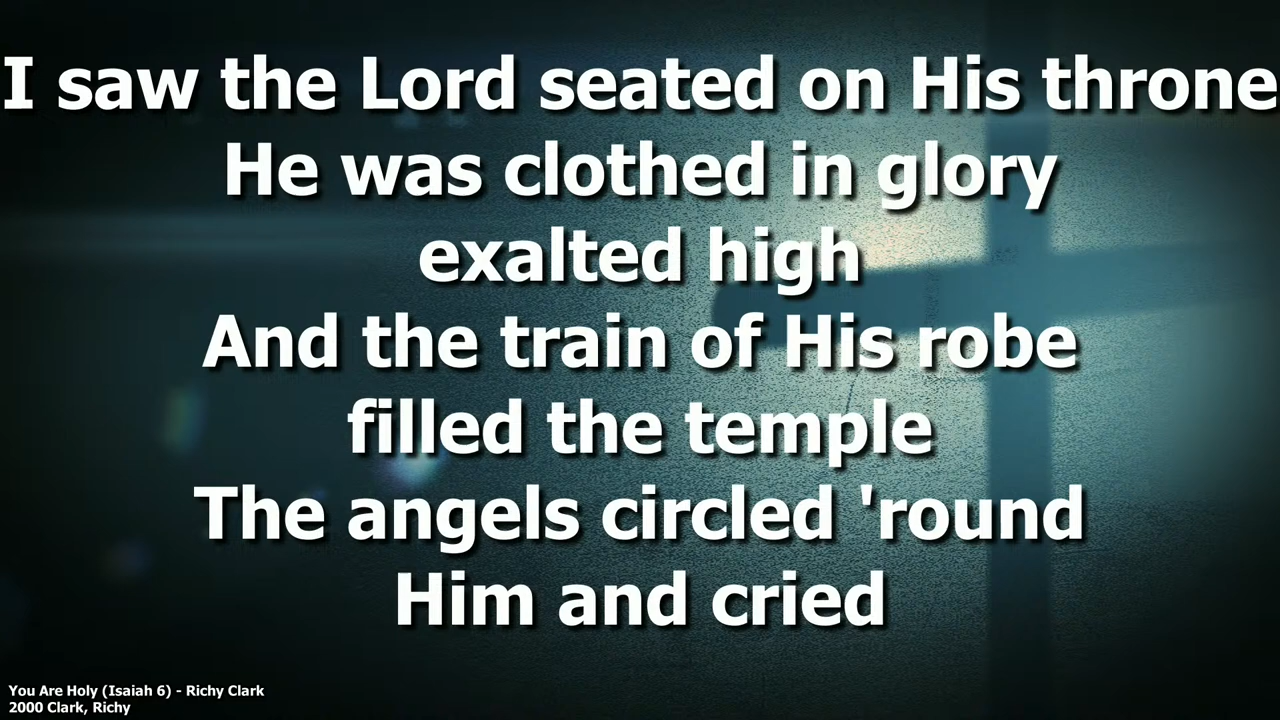 I saw the Lord seated on His throne
He was clothed in glory
exalted high
And the train of His robe
filled the temple
The angels circled 'round
Him and cried
You Are Holy (Isaiah 6) - Richy Clark
2000 Clark, Richy